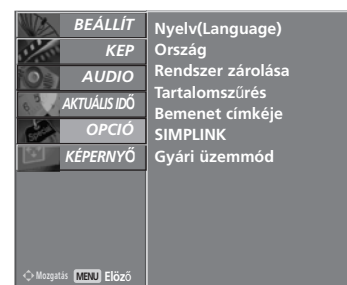 BEÁLLÍT
KEP
AUDIO
AKTUÁLIS IDŐ
OPCIÓ
KÉPERNYŐ
Nyelv(Language)
Ország
Rendszer zárolása
Tartalomszűrés
Bemenet címkéje
SIMPLINK
Gyári üzemmód
Mozgatás MENU Előző